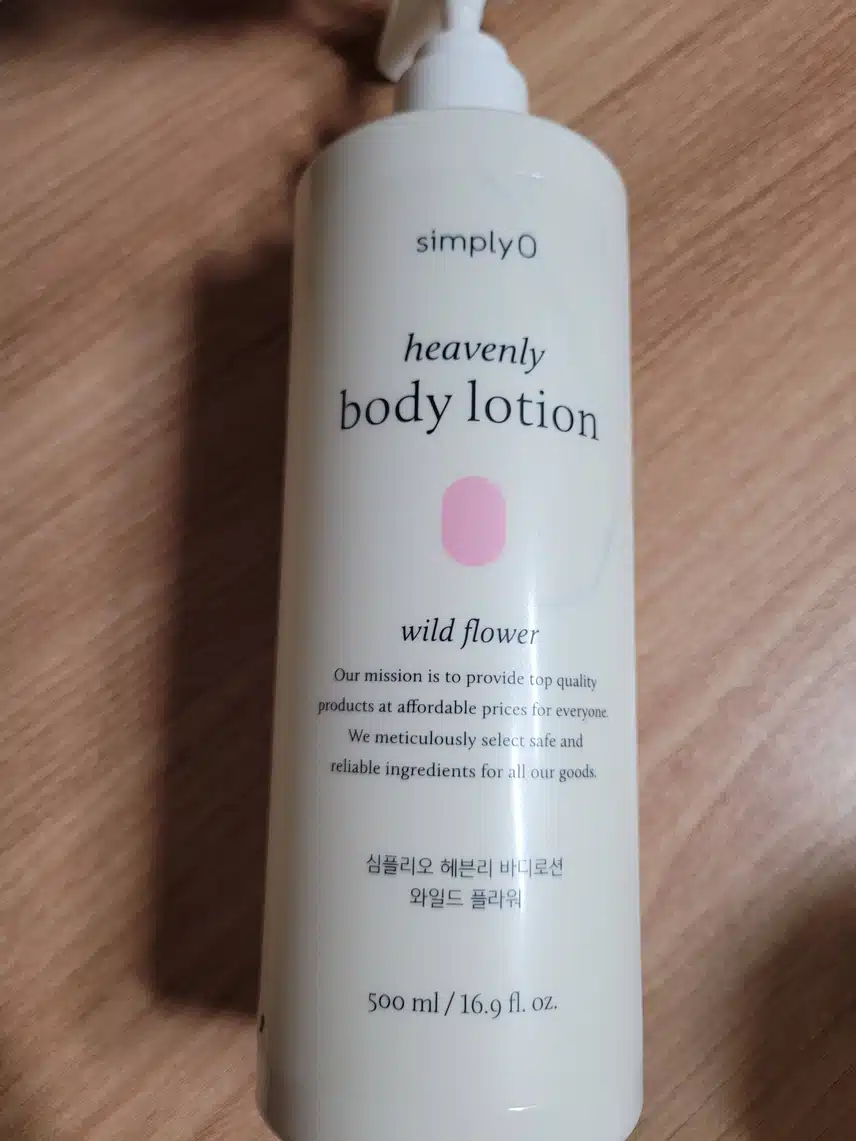 simplyO
heavenly
body lotion
wild flower
Our mission is to provide top quality
products at affordable prices for everyone.
We meticulously select safe and
reliable ingredients for all our goods.
심플리오 헤븐리 바디로션
와일드 플라워
500 ml / 16.9 fl. oz.